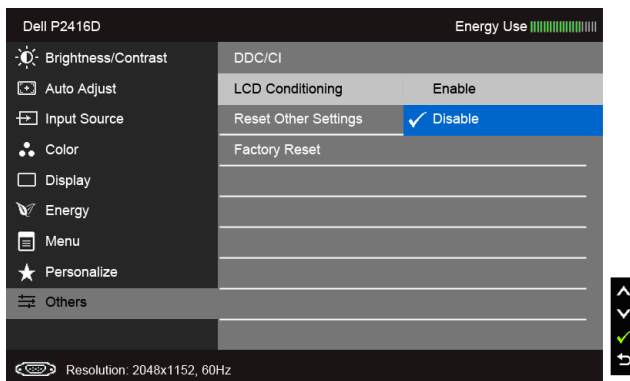 Dell P2416D Energy Use
Brightness/Contrast DDC/CI
Auto Adjust LCD Conditioning Enable
Input Source Reset Other Settings Disable
Color Factory Reset
Display
Energy
Menu
Personalize
Others
Resolution: 2048x1152, 60Hz